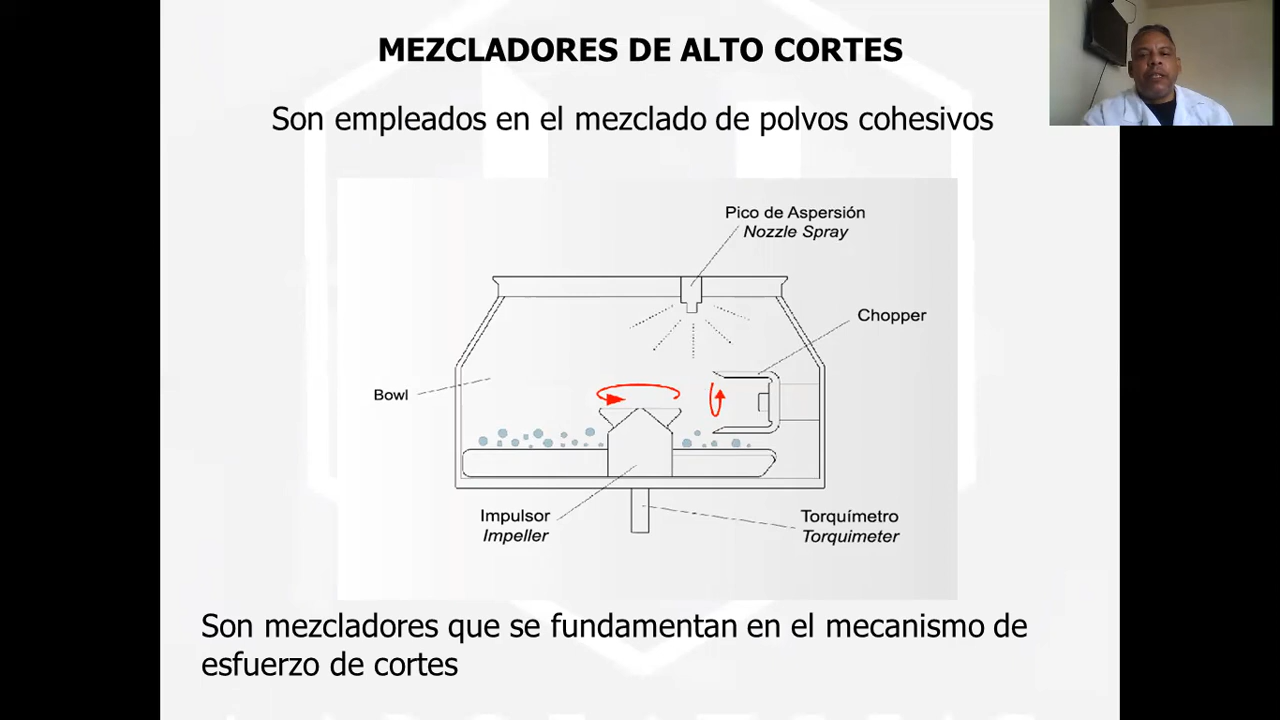 MEZCLADORES DE ALTO CORTES
Son empleados en el mezclado de polvos cohesivos
Pico de Aspersión
Nozzle Spray
Chopper
Bowl
Impulsor
Impeller
Torquímetro
Torquimeter
Son mezcladores que se fundamentan en el mecanismo de
esfuerzo de cortes